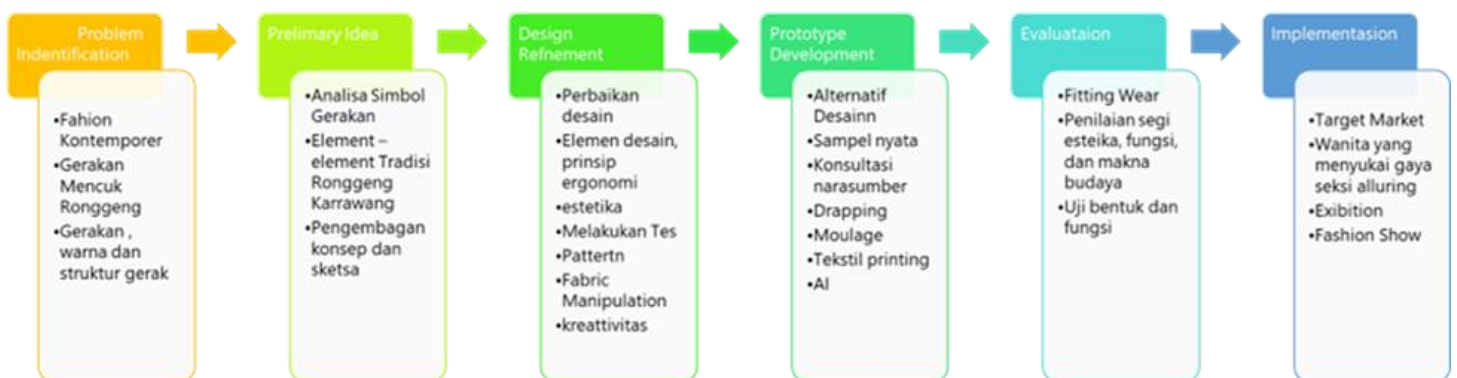 Problem
Indentification
•Fahion
Kontemporer
•Gerakan
Mencuk
Ronggeng
•Gerakan ,
warna dan
struktur gerak
Prelimary Idea
•Analisa Simbol
Gerakan
•Element –
element Tradisi
Ronggeng
Karrawang
•Pengembagan
konsep dan
sketsa
Design
Refnement
•Perbaikan
desain
•Elemen desain,
prinsip
ergonomi
•estetika
•Melakukan Tes
•Pattertn
•Fabric
Manipulation
•kreattivitas
Prototype
Development
•Alternatif
Desainn
•Sampel nyata
•Konsultasi
narasumber
•Drapping
•Moulage
•Tekstil printing
•AI
Evaluataion
•Fitting Wear
•Penilaian segi
esteika, fungsi,
dan makna
budaya
•Uji bentuk dan
fungsi
Implementasion
•Target Market
•Wanita yang
menyukai gaya
seksi alluring
•Exibition
•Fashion Show